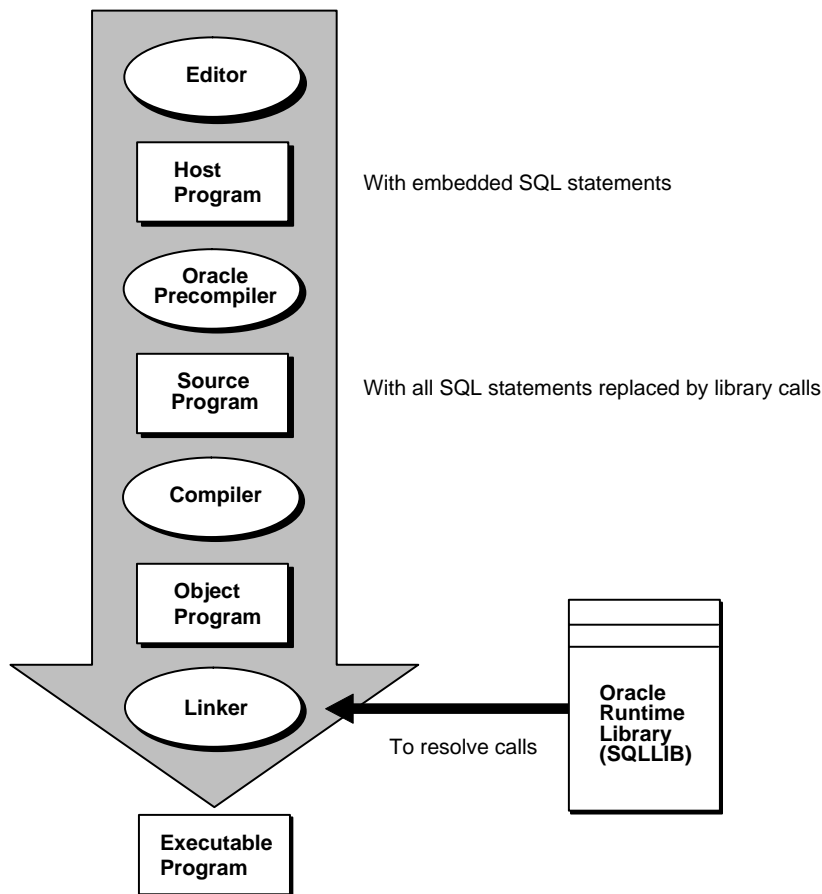 Editor
Host
Program
With embedded SQL statements
Oracle
Precompiler
Source
Program
With all SQL statements replaced by library calls
Compiler
Object
Program
Linker
To resolve calls
Oracle
Runtime
Library
(SQLLIB)
Executable
Program